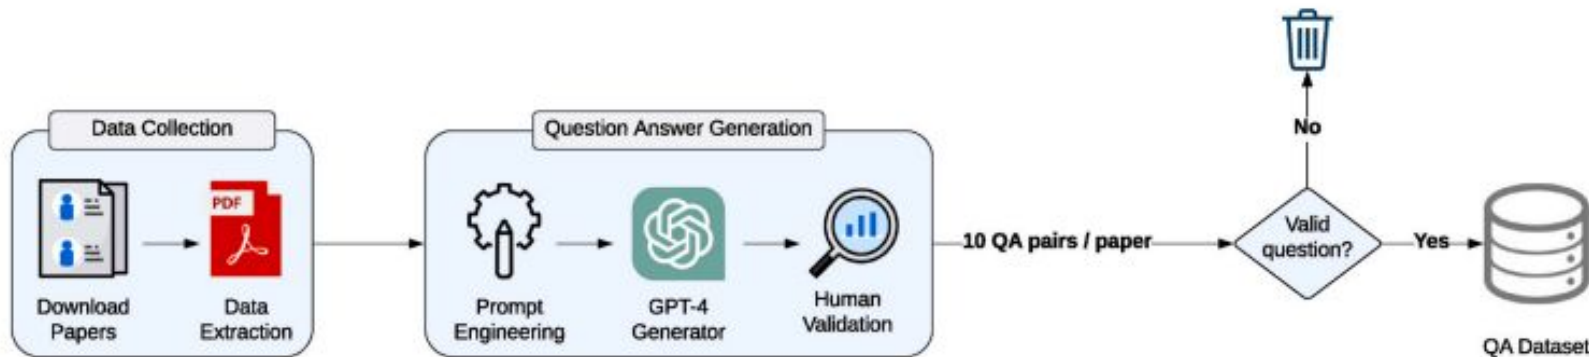 Data Collection
Download
Papers
PDF
Data
Extraction
Question Answer Generation
Prompt
Engineering
GPT-4
Generator
Human
Validation
10 QA pairs / paper
Valid
question?
No
Yes
QA Dataset